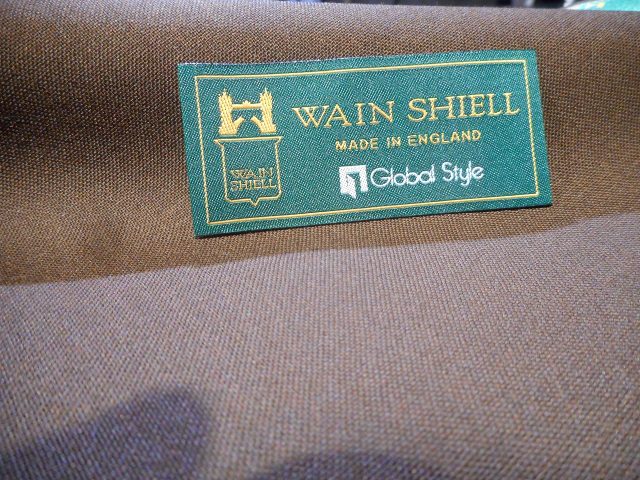 WAIN SHIELL
MADE IN ENGLAND
Global Style
WAIN
SHIELL